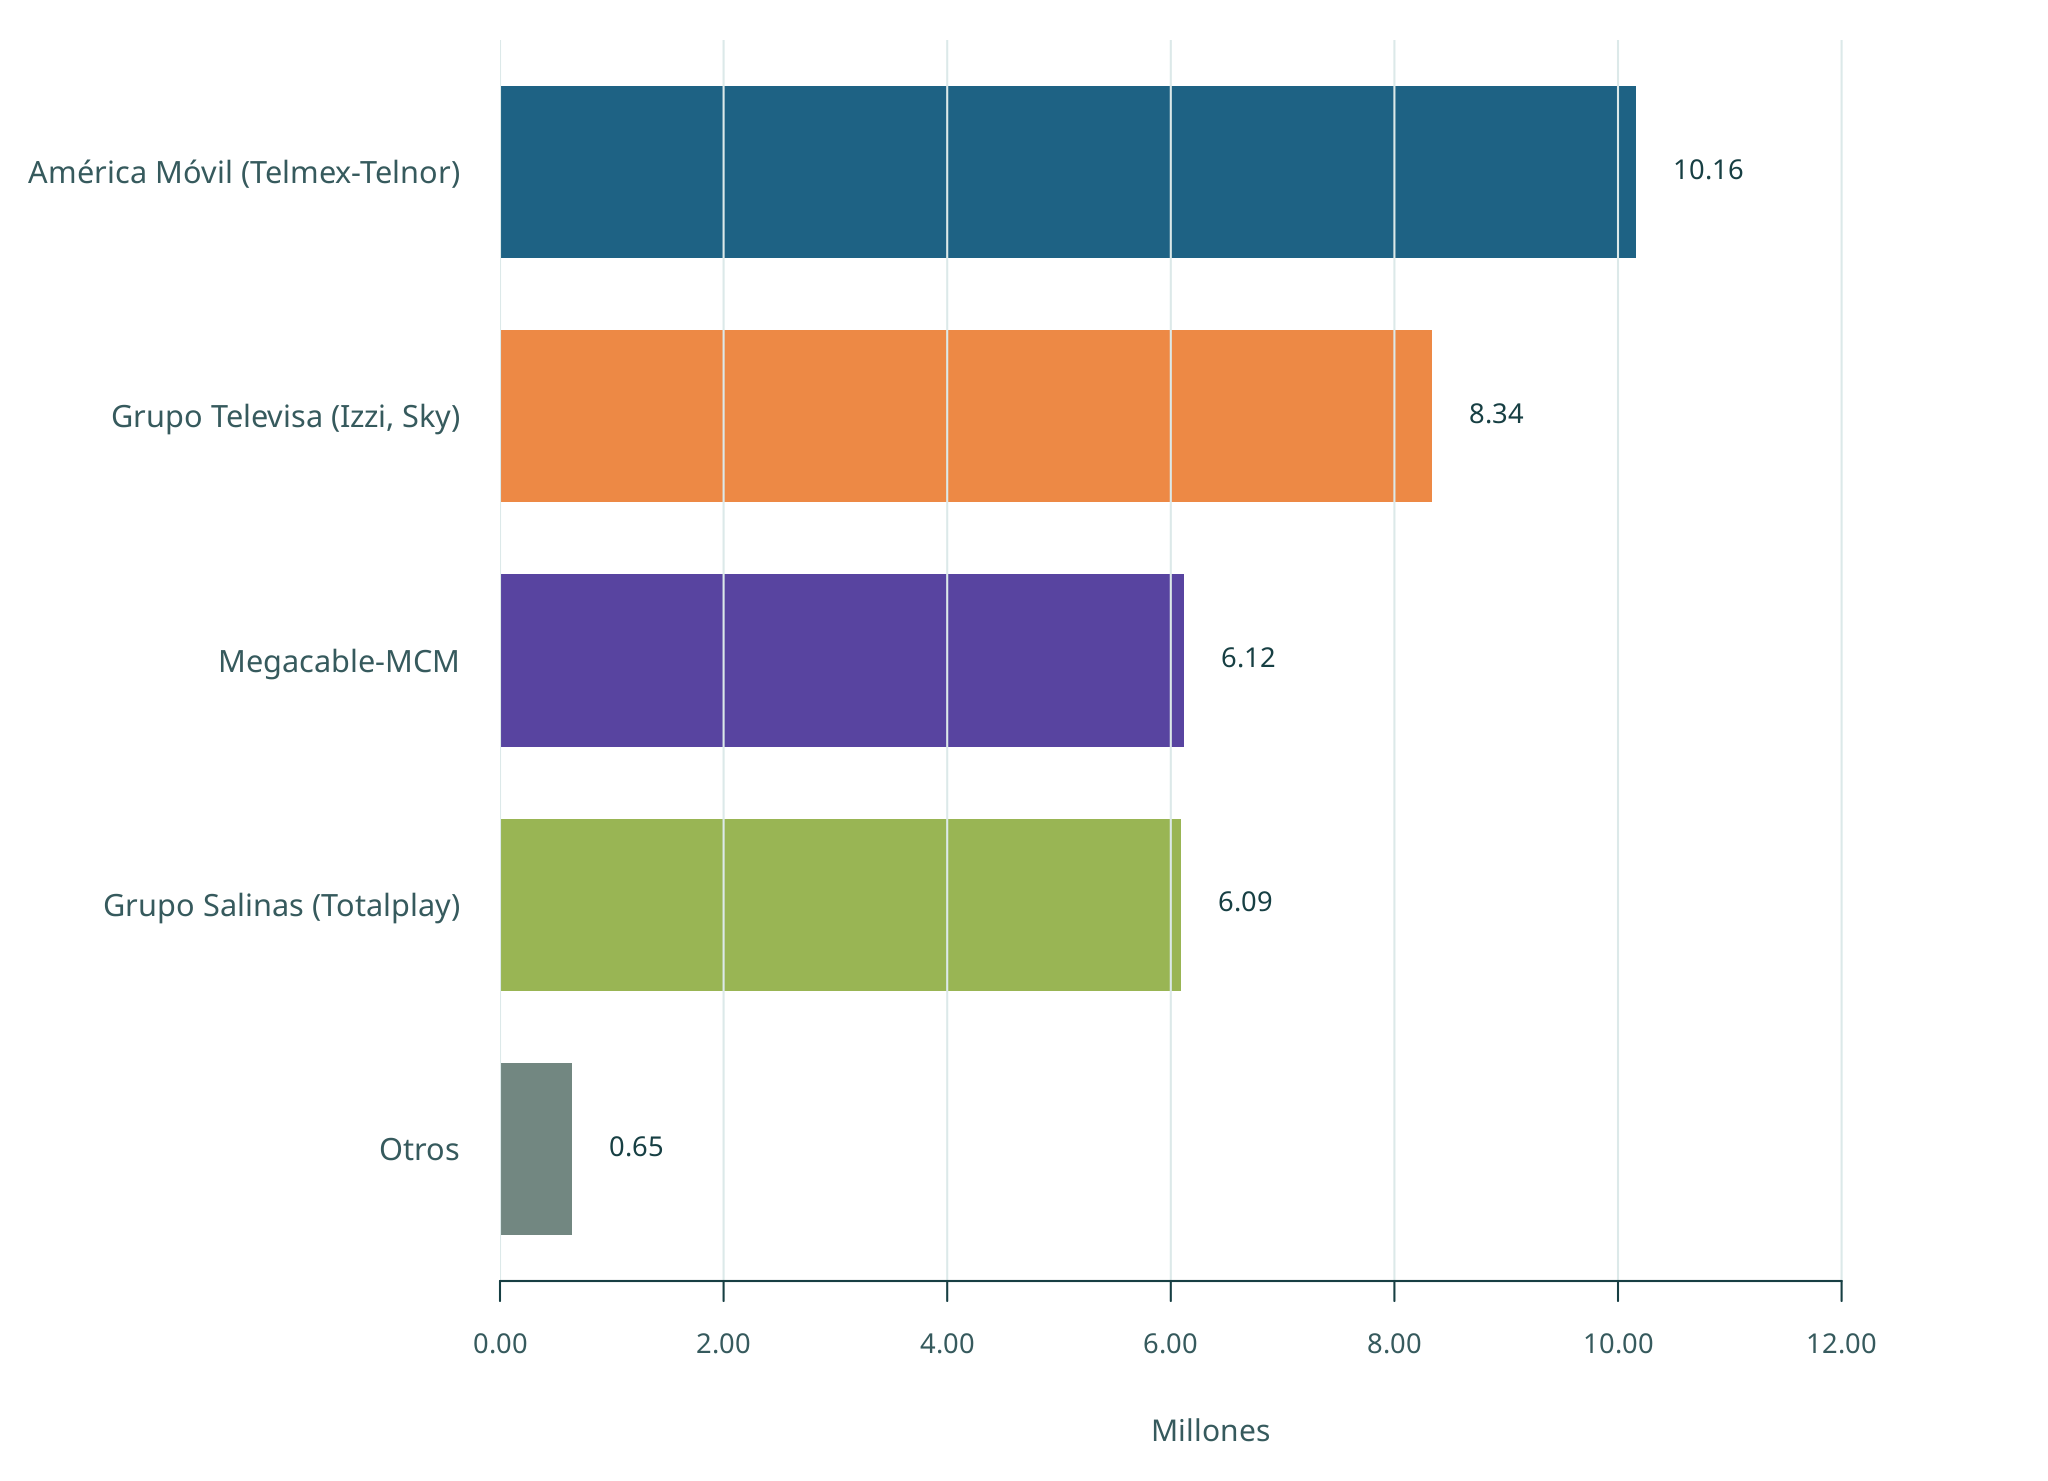 América Móvil (Telmex-Telnor)
10.16
Grupo Televisa (Izzi, Sky)
8.34
Megacable-MCM
6.12
Grupo Salinas (Totalplay)
6.09
Otros
0.65
0.00 2.00 4.00 6.00 8.00 10.00 12.00
Millones